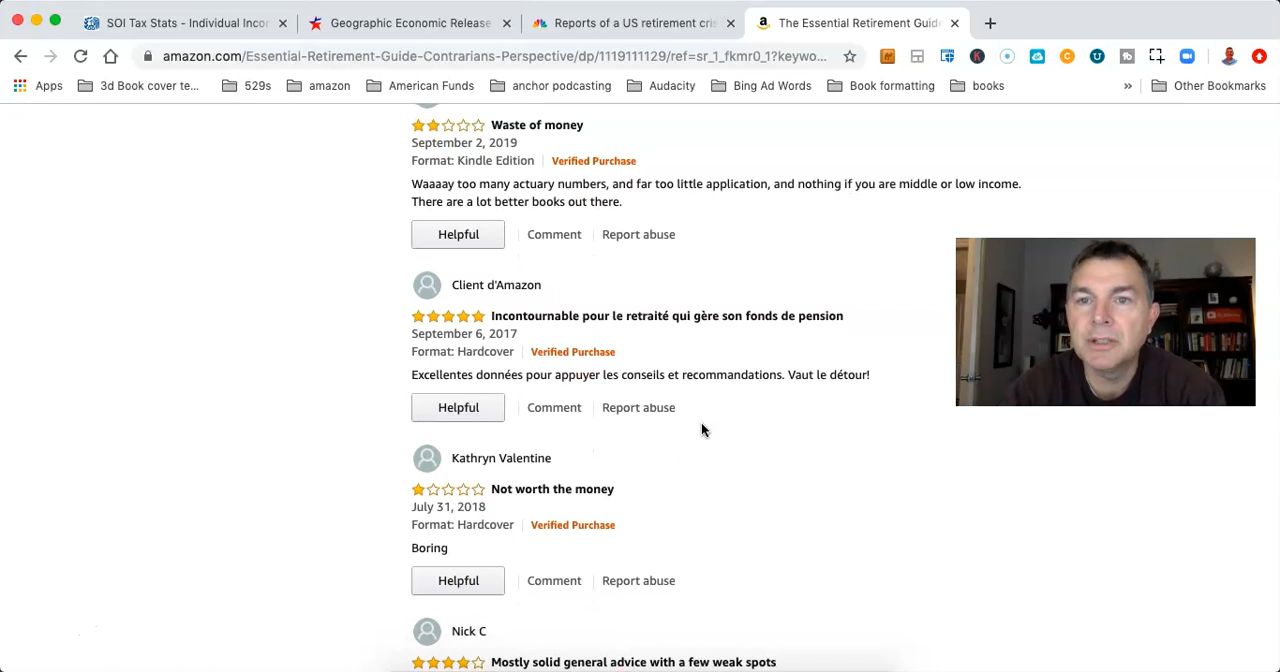 SOI Tax Stats - Individual Incor
Geographic Economic Release
Reports of a US retirement cris
The Essential Retirement Guid
amazon.com/Essential-Retirement-Guide-Contrarians-Perspective/dp/1119111129/ref=sr_1_fkmr0_1?keywo...
Apps 3d Book cover te... 529s amazon American Funds anchor podcasting Audacity Bing Ad Words Book formatting books » Other Bookmarks
Waste of money
September 2, 2019
Format: Kindle Edition Verified Purchase
Waaaay too many actuary numbers, and far too little application, and nothing if you are middle or low income.
There are a lot better books out there.
Helpful Comment Report abuse
Client d'Amazon
Incontournable pour le retraité qui gère son fonds de pension
September 6, 2017
Format: Hardcover Verified Purchase
Excellentes données pour appuyer les conseils et recommandations. Vaut le détour!
Helpful Comment Report abuse
Kathryn Valentine
Not worth the money
July 31, 2018
Format: Hardcover Verified Purchase
Boring
Helpful Comment Report abuse
Nick C
Mostly solid general advice with a few weak spots